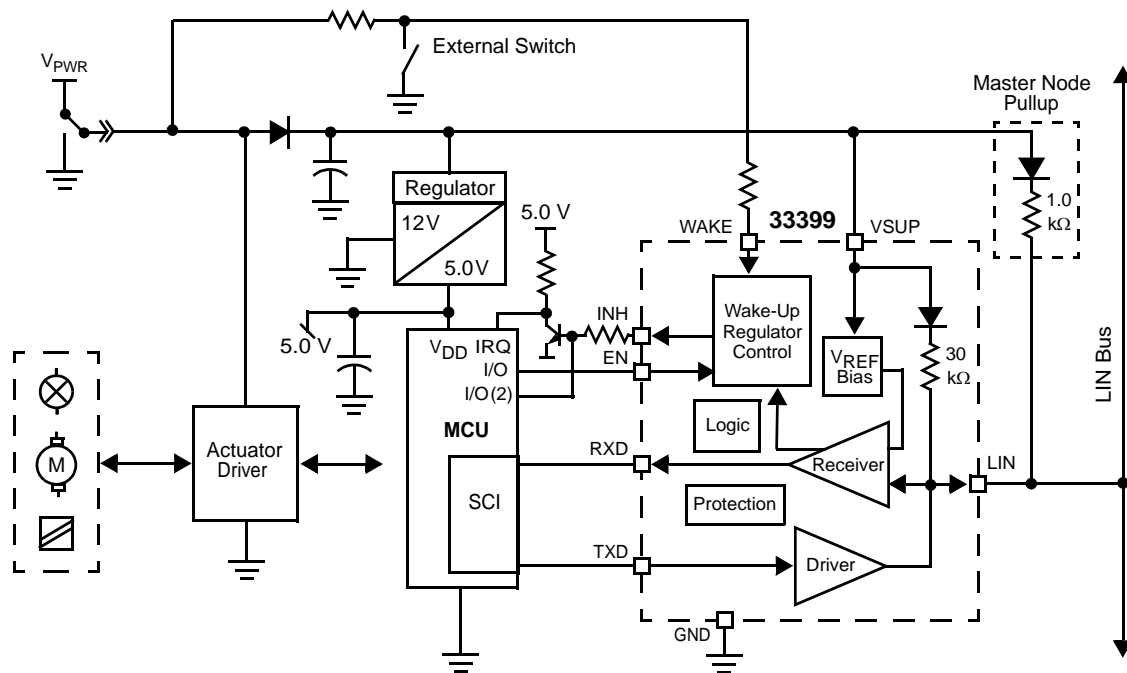 External Switch
VPWR
Master Node
Pullup
1.0
kΩ
Regulator
12V
5.0V
5.0 V
WAKE
33399
VSUP
5.0 V
VDD
IRQ
I/O
I/O(2)
MCU
SCI
INH
EN
RXD
TXD
Wake-Up
Regulator
Control
VREF
Bias
30
kΩ
Logic
Receiver
Protection
Driver
LIN
GND
LIN Bus
M
Actuator
Driver